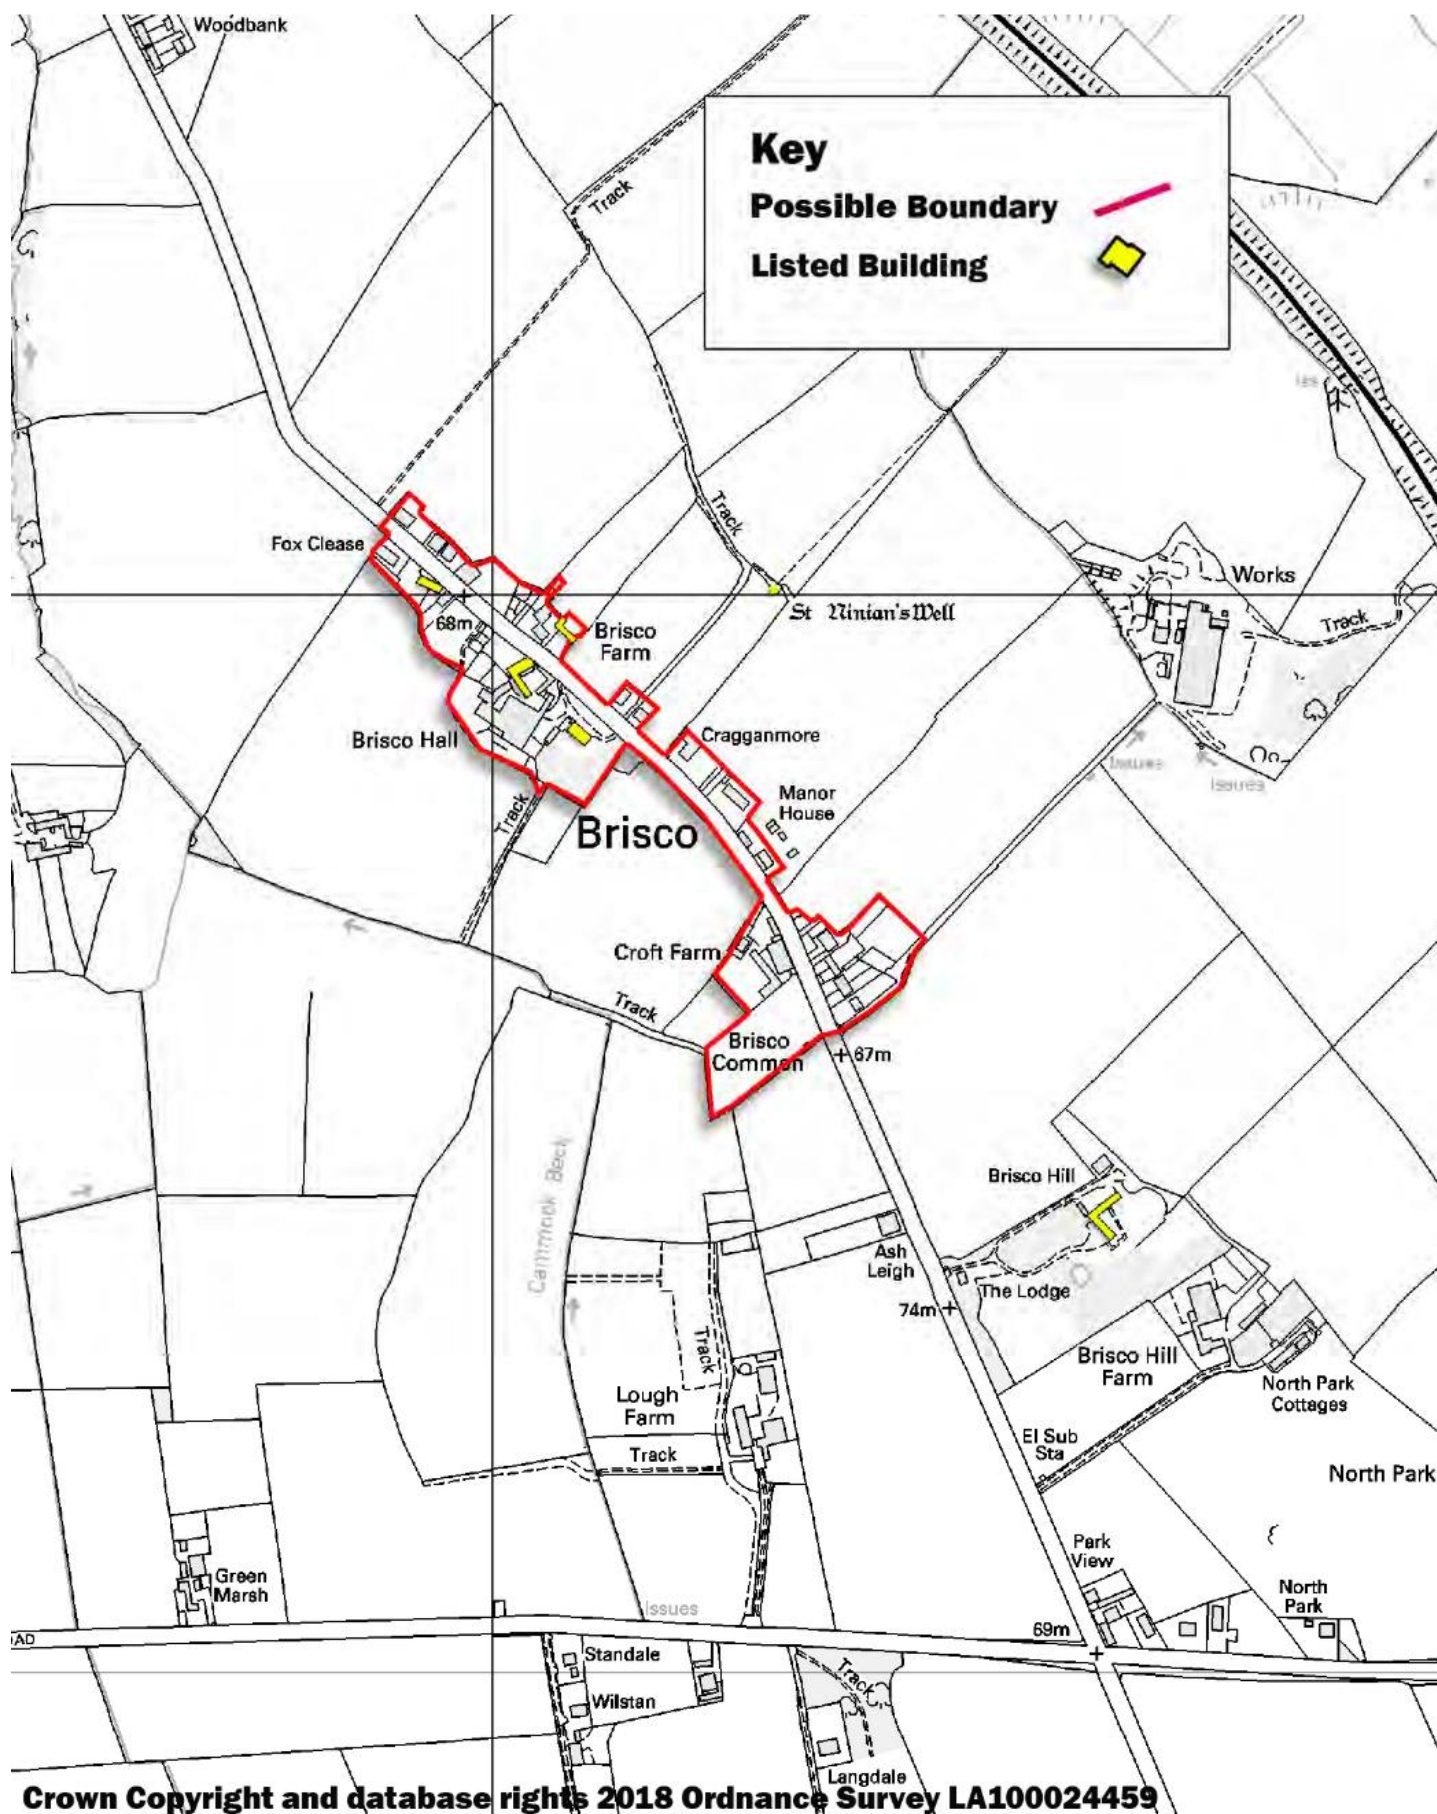 Woodbank
Key
Possible Boundary
Listed Building
Track
Iss
Track
Fox Clease
Works
St Ninian's Well
Track
68m
Brisco
Farm
Cragganmore
Brisco Hall
Issues
Issues
Manor
House
Track
Brisco
Croft Farm
Track
Brisco
Common
67m
Cammock Beck
Brisco Hill
Ash
Leigh
The Lodge
74m
Track
Brisco Hill
Farm
North Park
Cottages
Lough
Farm
El Sub
Sta
Track
North Park
Park
View
Green
Marsh
North
Park
Issues
69m
AD
Standale
Track
Wilstan
Langdale
Crown Copyright and database rights 2018 Ordnance Survey LA100024459